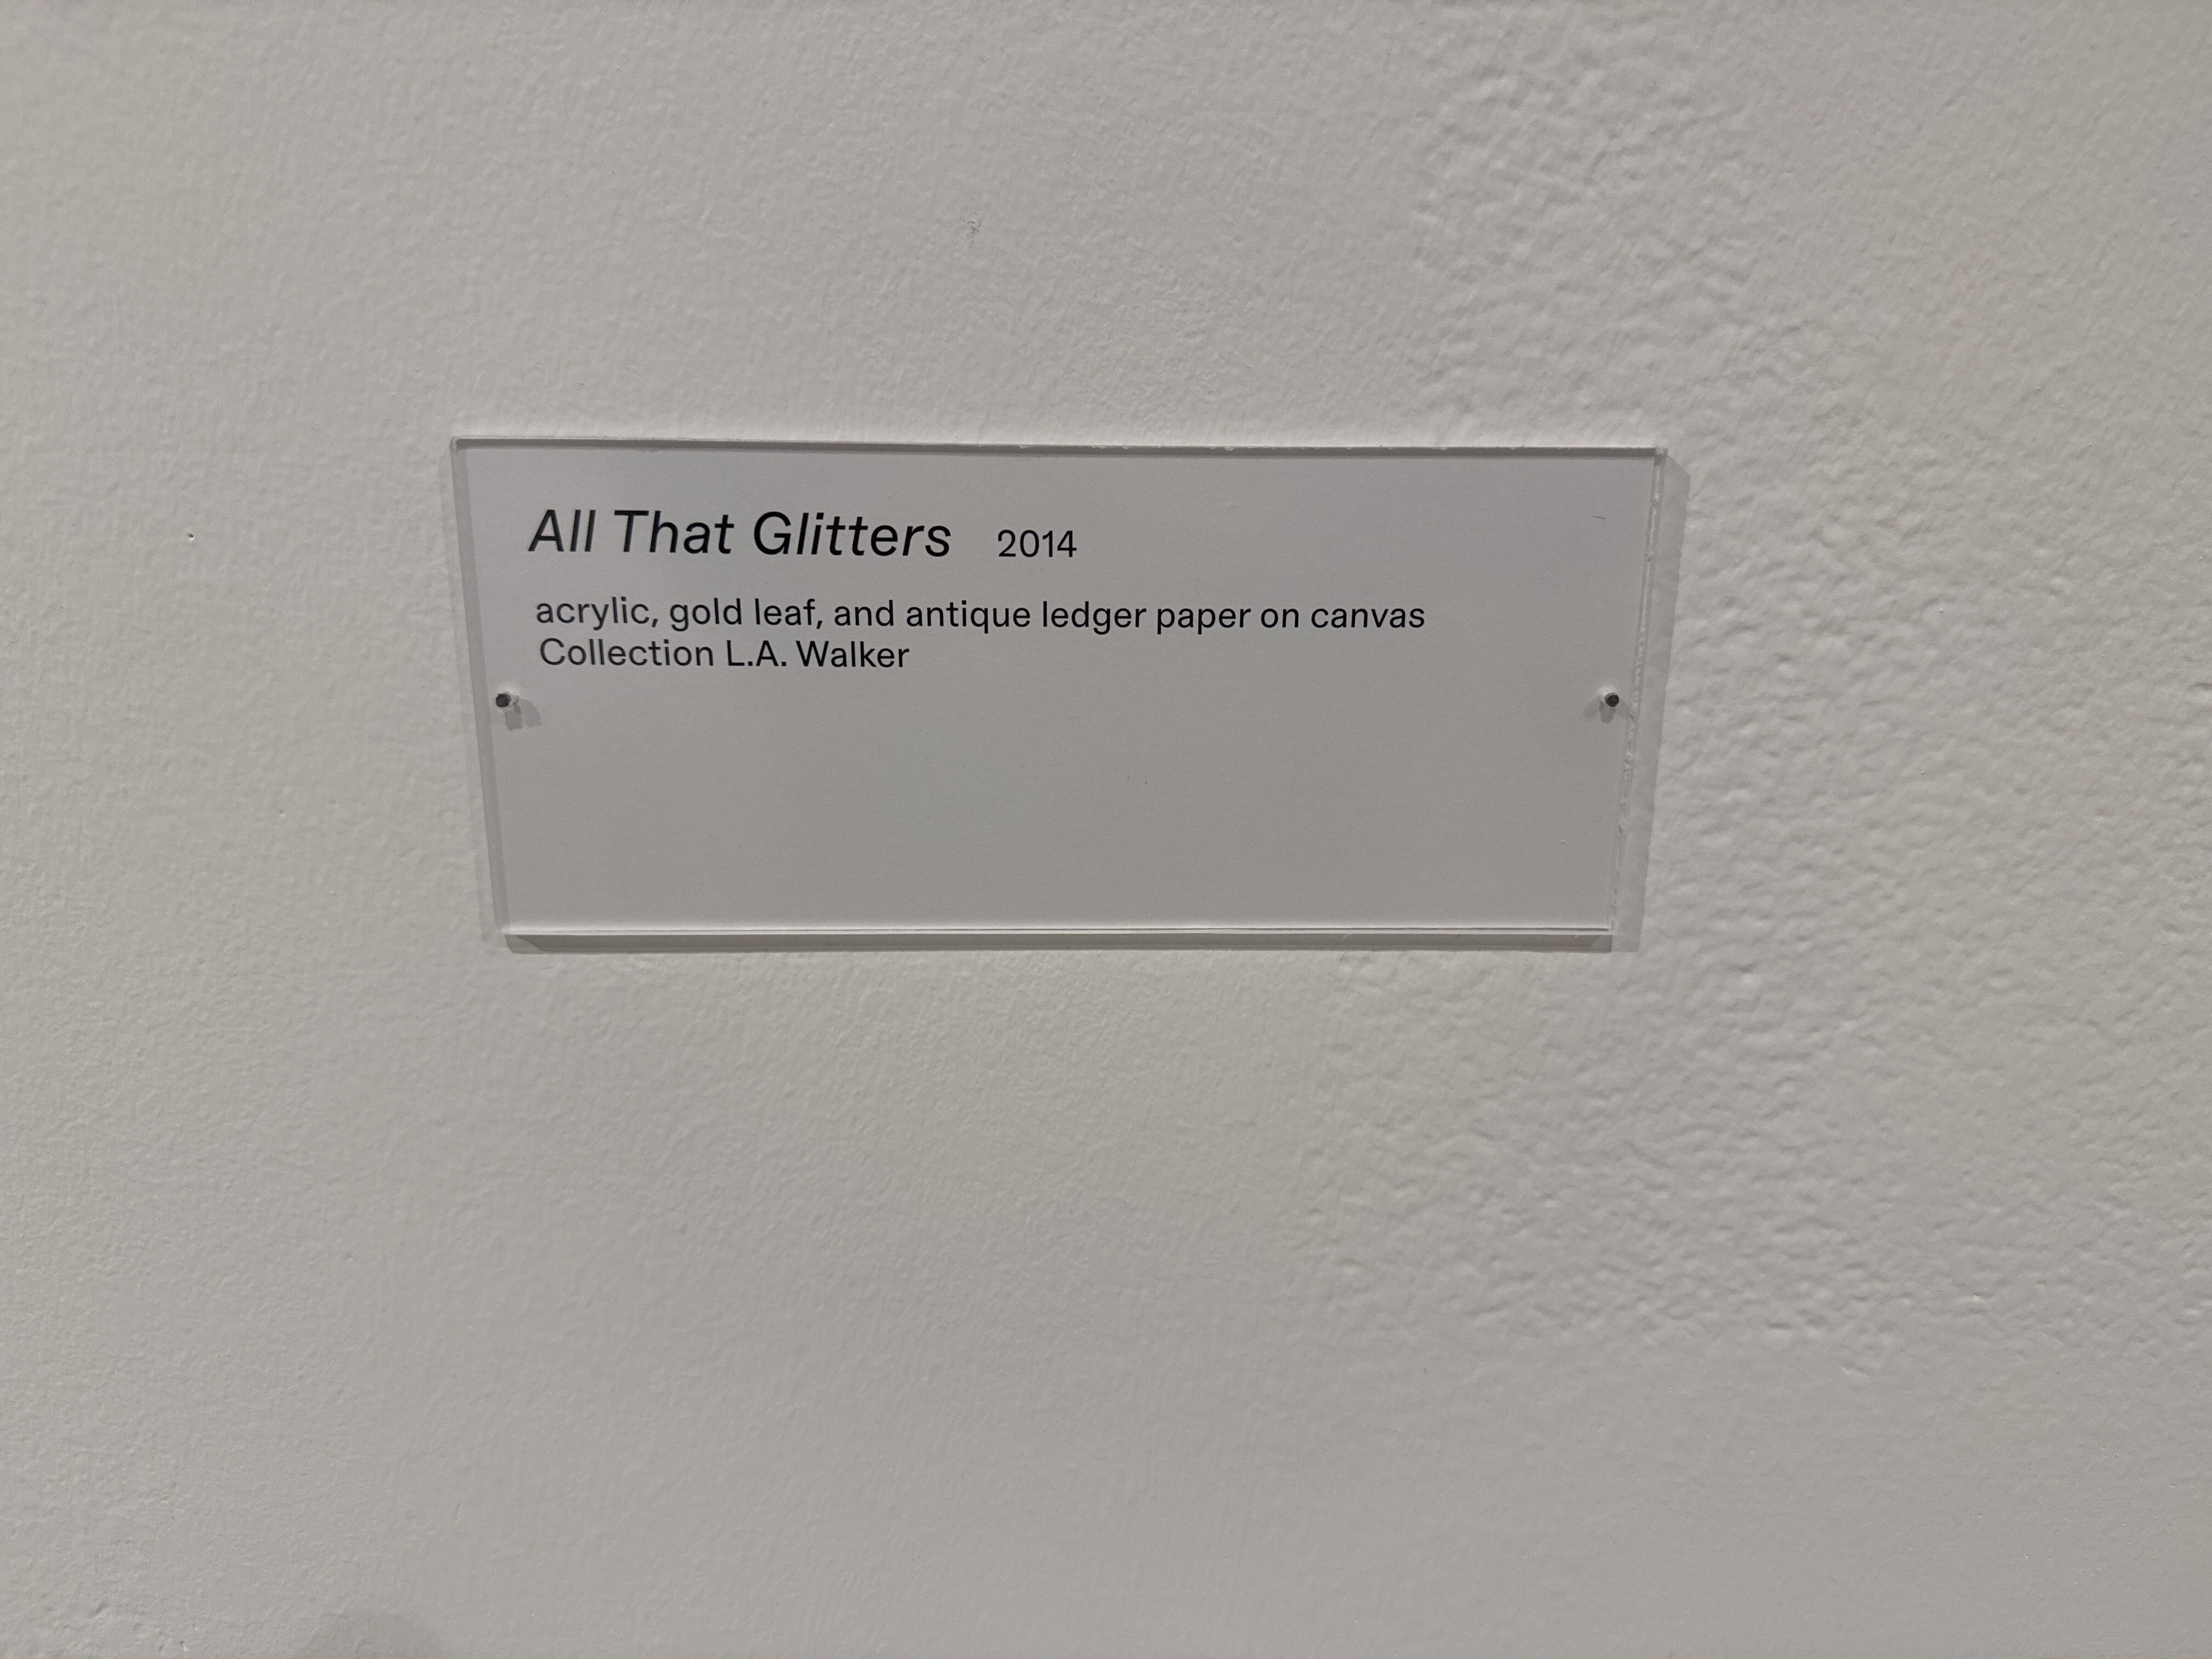 All That Glitters 2014
acrylic, gold leaf, and antique ledger paper on canvas
Collection L.A. Walker